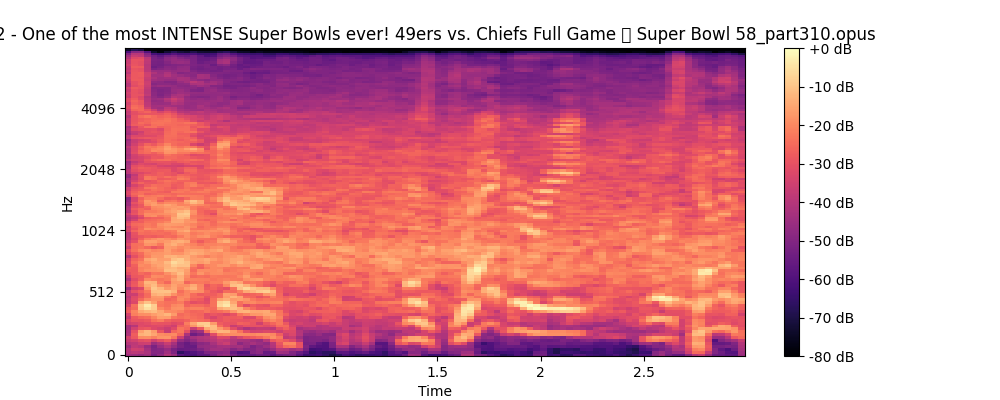 2 - One of the most INTENSE Super Bowls ever! 49ers vs. Chiefs Full Game Super Bowl 58_part310.opus
+0 dB
-10 dB
-20 dB
-30 dB
-40 dB
-50 dB
-60 dB
-70 dB
-80 dB
4096
2048
1024
512
0
Hz
0 0.5 1 1.5 2 2.5
Time